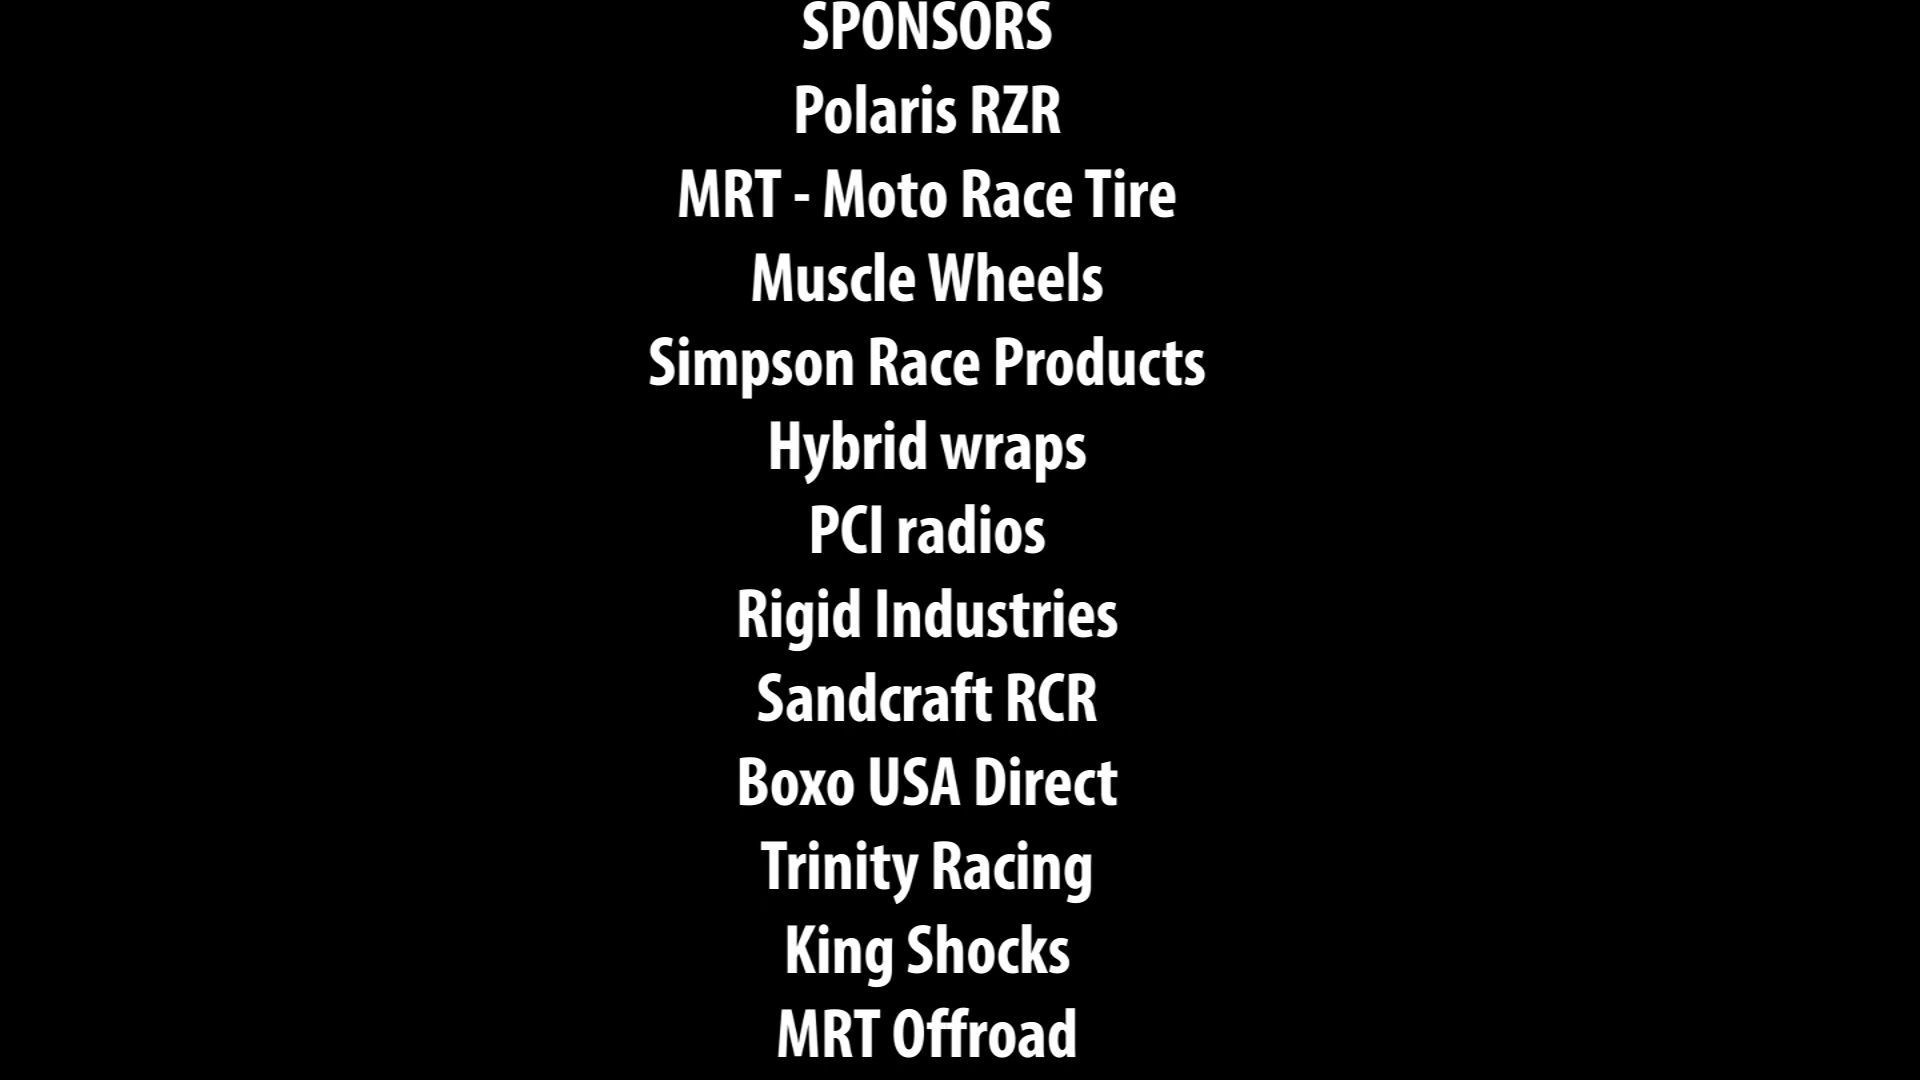 SPONSORS
Polaris RZR
MRT - Moto Race Tire
Muscle Wheels
Simpson Race Products
Hybrid wraps
PCI radios
Rigid Industries
Sandcraft RCR
Boxo USA Direct
Trinity Racing
King Shocks
MRT Offroad